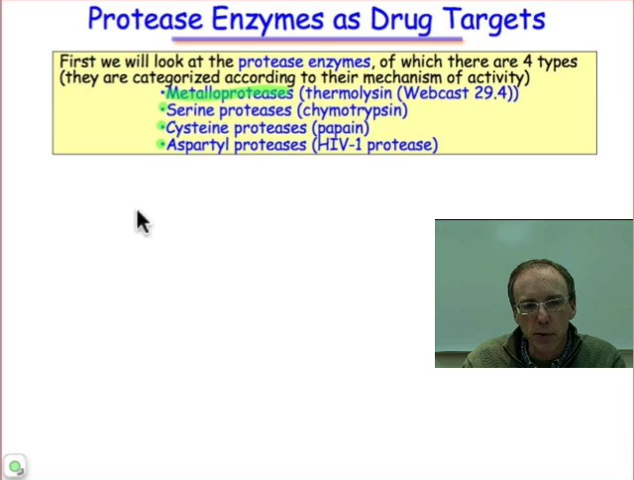 Protease Enzymes as Drug Targets
First we will look at the protease enzymes, of which there are 4 types
(they are categorized according to their mechanism of activity)
•Metalloproteases (thermolysin (Webcast 29.4))
•Serine proteases (chymotrypsin)
•Cysteine proteases (papain)
•Aspartyl proteases (HIV-1 protease)